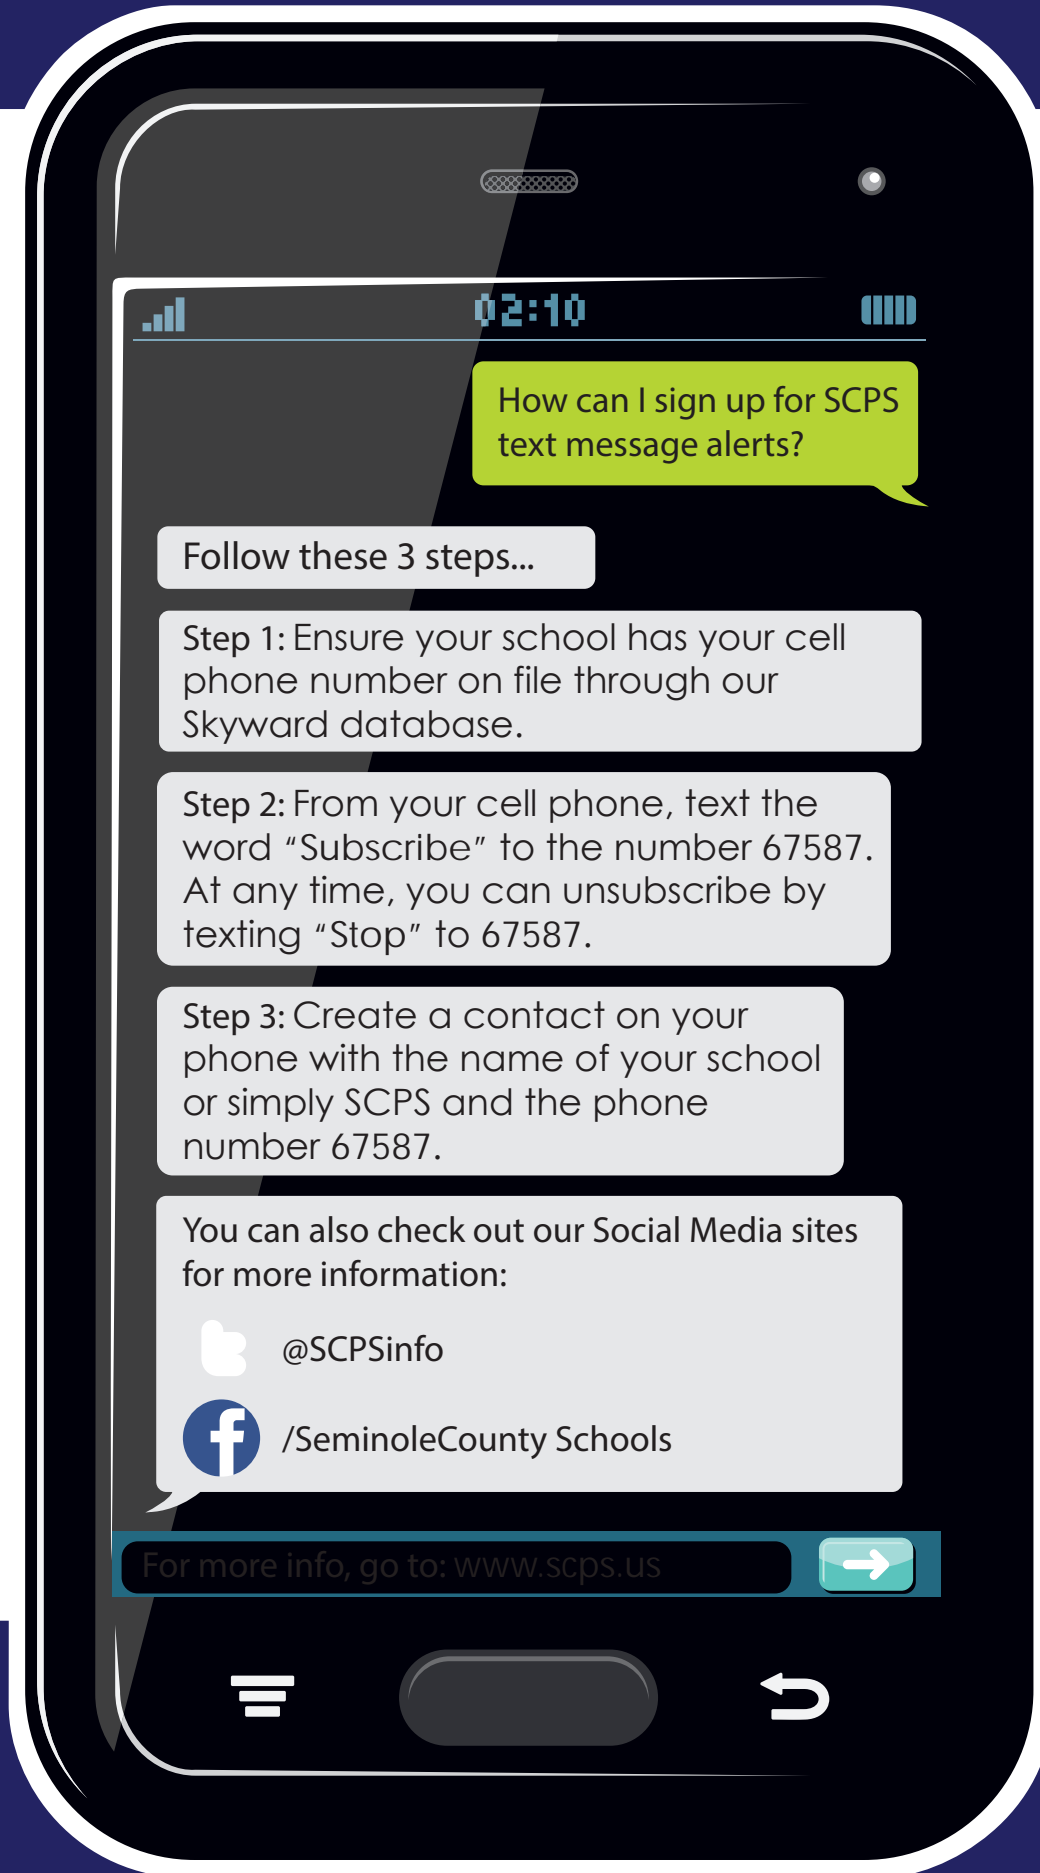 02:10
How can I sign up for SCPS
text message alerts?
Follow these 3 steps...
Step 1: Ensure your school has your cell
phone number on file through our
Skyward database.
Step 2: From your cell phone, text the
word “Subscribe” to the number 67587.
At any time, you can unsubscribe by
texting “Stop” to 67587.
Step 3: Create a contact on your
phone with the name of your school
or simply SCPS and the phone
number 67587.
You can also check out our Social Media sites
for more information:
@SCPSinfo
/SeminoleCounty Schools
For more info, go to: www.scps.us